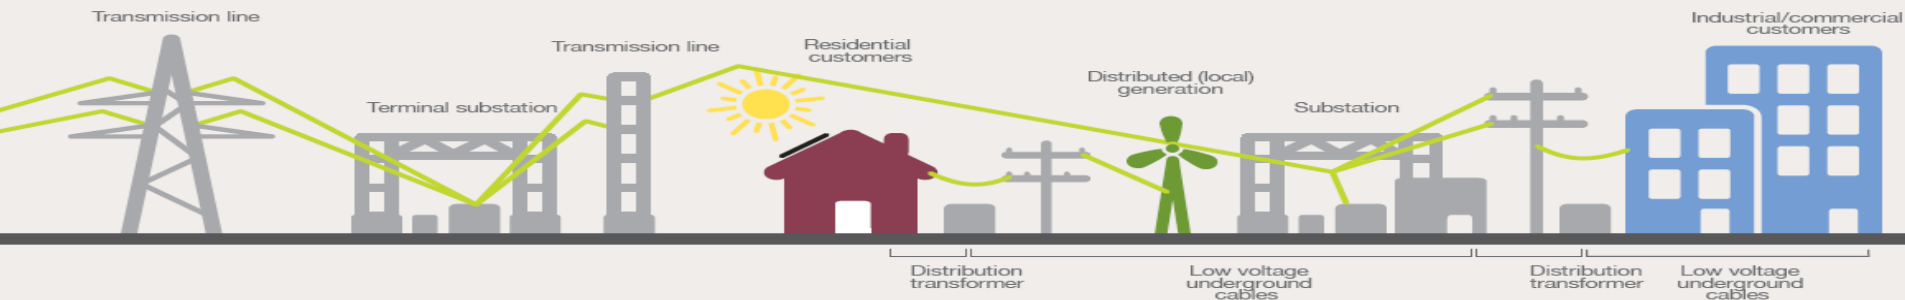 Transmission line
Terminal substation
Transmission line
Residential
customers
Distributed (local)
generation
Substation
Industrial/commercial
customers
Distribution
transformer
Low voltage
underground
cables
Distribution
transformer
Low voltage
underground
cables